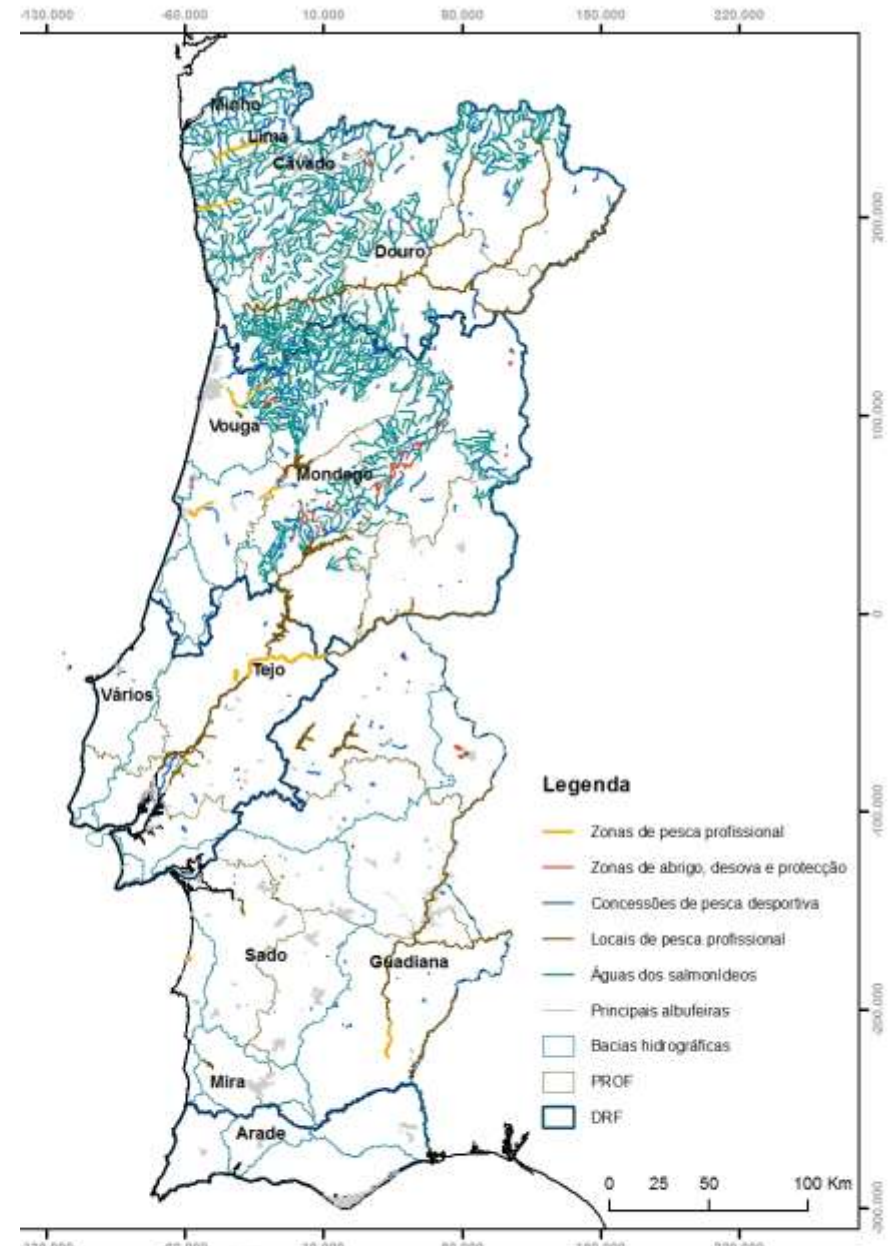 -130.000 -60.000 10.000 80.000 150.000 220.000
Minho
Lima
Cávado
200.000
Douro
100.000
Vouga
Mondego
0
Tejo
Vários
Legenda
Zonas de pesca profissional
Zonas de abrigo, desova e protecção
Concessões de pesca desportiva
Locais de pesca profissional
Águas dos salmonídeos
Principais albufeiras
Bacias hidrográficas
PROF
DRF
-100.000
Sado
Guadiana
-200.000
Mira
Arade
0 25 50 100 Km
-300.000